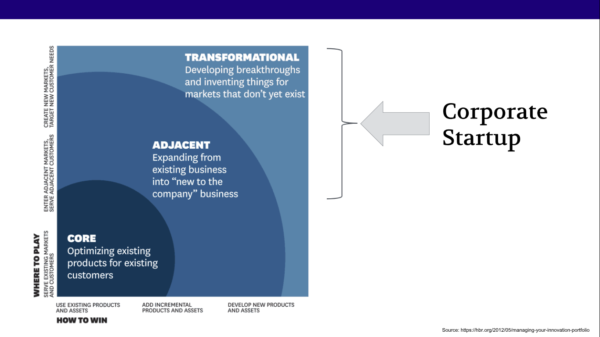 TRANSFORMATIONAL
Developing breakthroughs
and inventing things for
markets that don't yet exist
ADJACENT
Expanding from
existing business
into "new to the
company" business
CORE
Optimizing existing
products for existing
customers
WHERE TO PLAY
CREATE NEW MARKETS,
TARGET NEW CUSTOMER NEEDS
ENTER ADJACENT MARKETS,
SERVE ADJACENT CUSTOMERS
SERVE EXISTING MARKETS
AND CUSTOMERS
USE EXISTING PRODUCTS
AND ASSETS
ADD INCREMENTAL
PRODUCTS AND ASSETS
DEVELOP NEW PRODUCTS
AND ASSETS
HOW TO WIN
Corporate
Startup
Source: https://hbr.org/2012/05/managing-your-innovation-portfolio